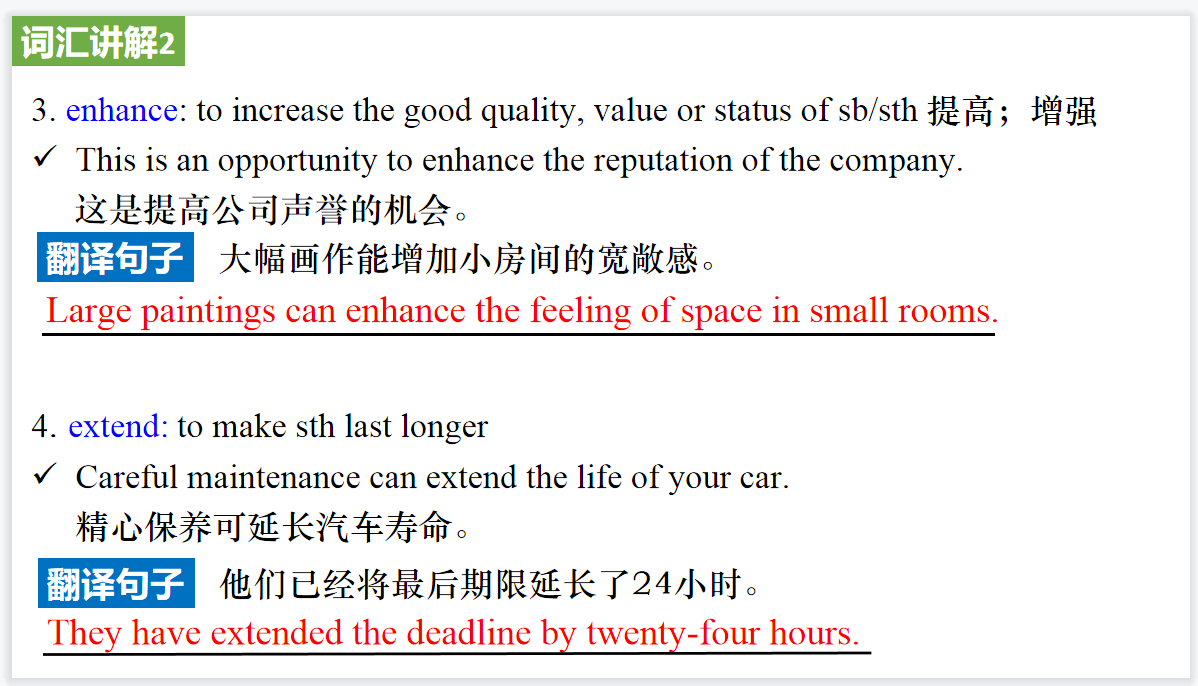 词汇讲解2
3. enhance: to increase the good quality, value or status of sb/sth 提高；增强
✓ This is an opportunity to enhance the reputation of the company.
这是提高公司声誉的机会。
翻译句子 大幅画作能增加小房间的宽敞感。
Large paintings can enhance the feeling of space in small rooms.
4. extend: to make sth last longer
✓ Careful maintenance can extend the life of your car.
精心保养可延长汽车寿命。
翻译句子 他们已经将最后期限延长了24小时。
They have extended the deadline by twenty-four hours.